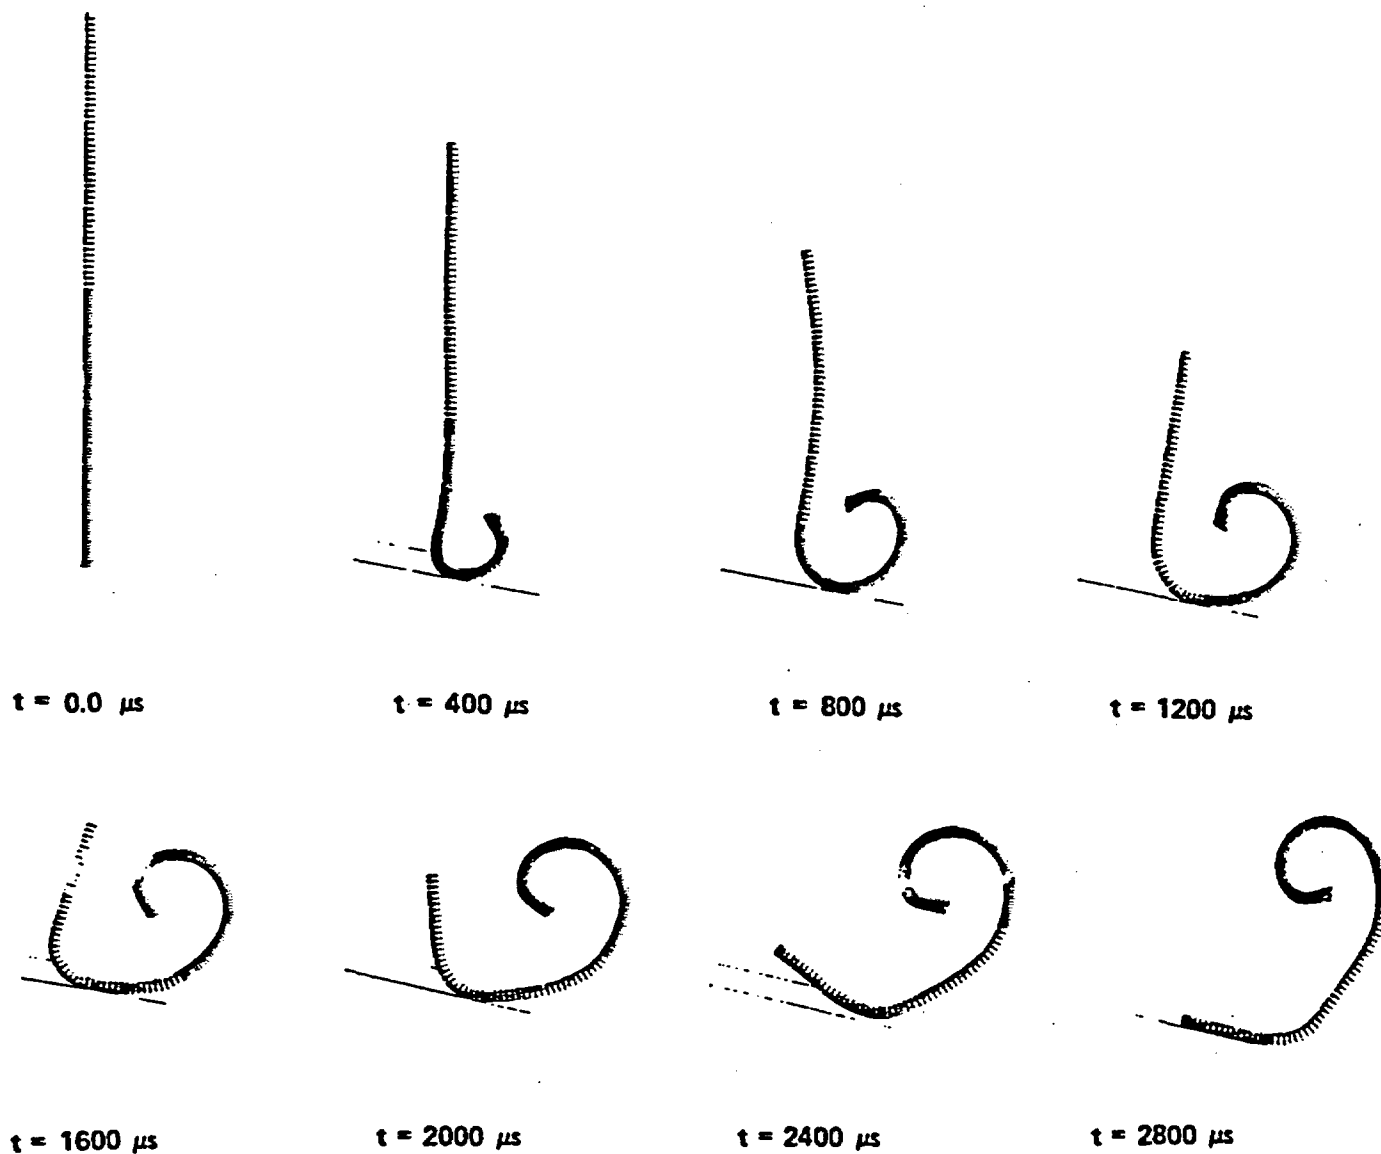 t = 0.0 μs
t = 400 μs
t = 800 μs
t = 1200 μs
t = 1600 μs
t = 2000 μs
t = 2400 μs
t = 2800 μs